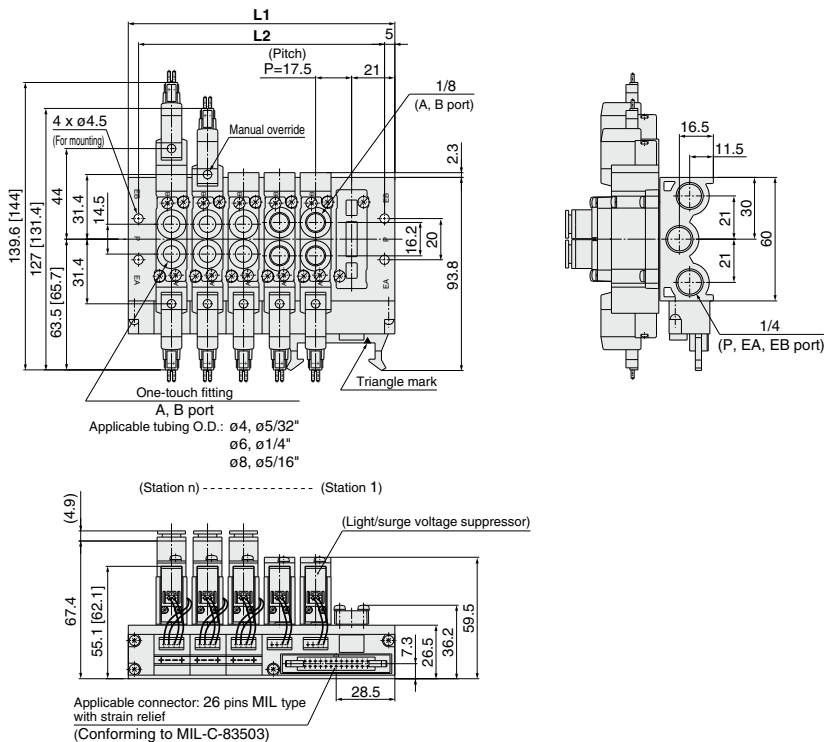 L1
L2
5
(Pitch)
P=17.5
21
1/8
(A, B port)
4 x ø4.5
(For mounting)
Manual override
2.3
139.6 [144]
127 [131.4]
44
31.4
14.5
63.5 [65.7]
31.4
16.2
20
93.8
EB
P
EA
EB
P
EA
Triangle mark
One-touch fitting
A, B port
Applicable tubing O.D.: ø4, ø5/32"
ø6, ø1/4"
ø8, ø5/16"
16.5
11.5
21
21
30
60
1/4
(P, EA, EB port)
(Station n) (Station 1)
(Light/surge voltage suppressor)
(4.9)
67.4
55.1 [62.1]
7.3
26.5
36.2
59.5
28.5
Applicable connector: 26 pins MIL type
with strain relief
(Conforming to MIL-C-83503)